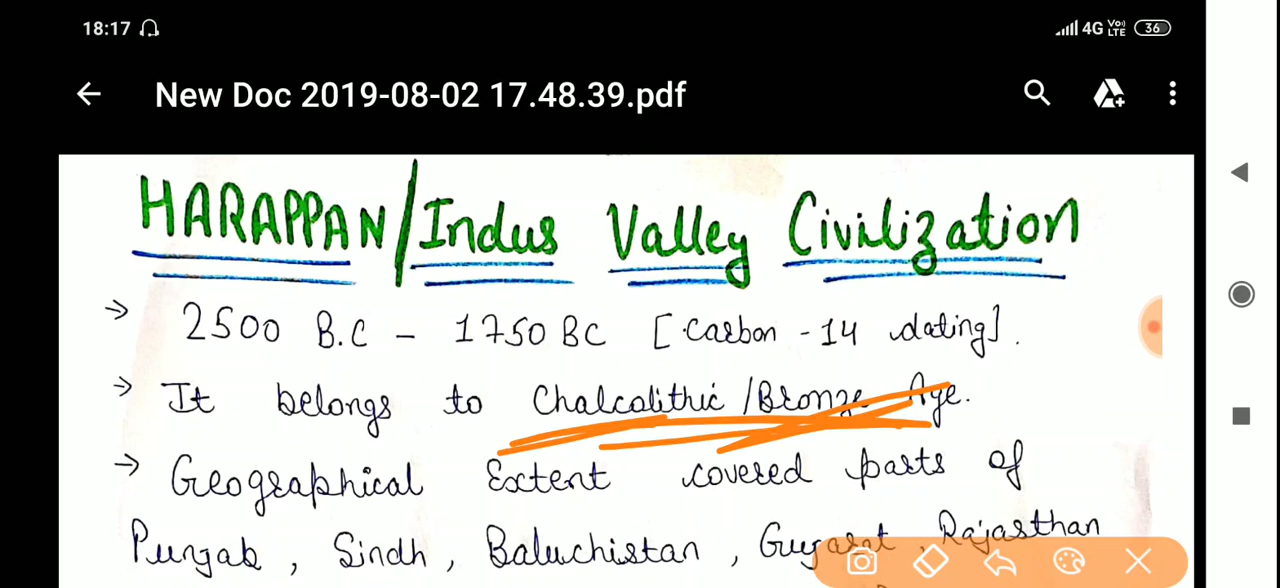 18:17 4G Vo) LTE 36
New Doc 2019-08-02 17.48.39.pdf
HARAPPAN/Indus Valley Civilization
→ 2500 B.C - 1750 BC [Carbon -14 dating].
→ It belongs to Chalcolithic/Bronze Age.
→ Geographical Extent covered parts of
Punjab, Sindh, Baluchistan, Gujarat, Rajasthan